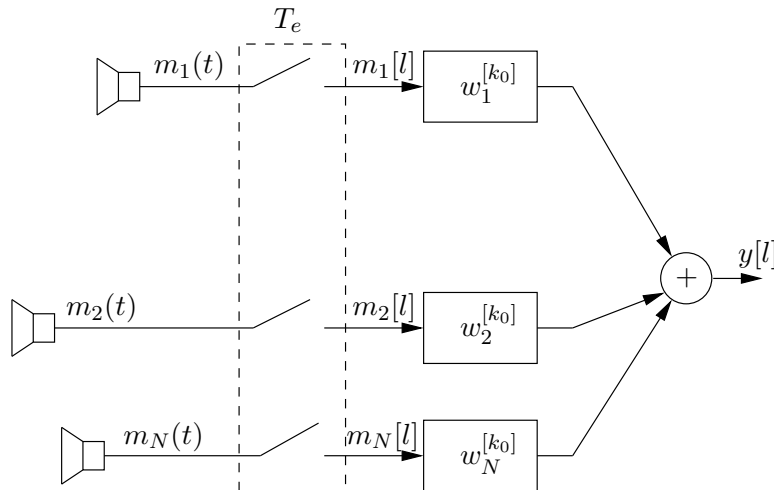 T_e
m_1(t) m_1[l] w_1^{[k_0]}
y[l]
+
m_2(t) m_2[l] w_2^{[k_0]}
m_N(t) m_N[l] w_N^{[k_0]}